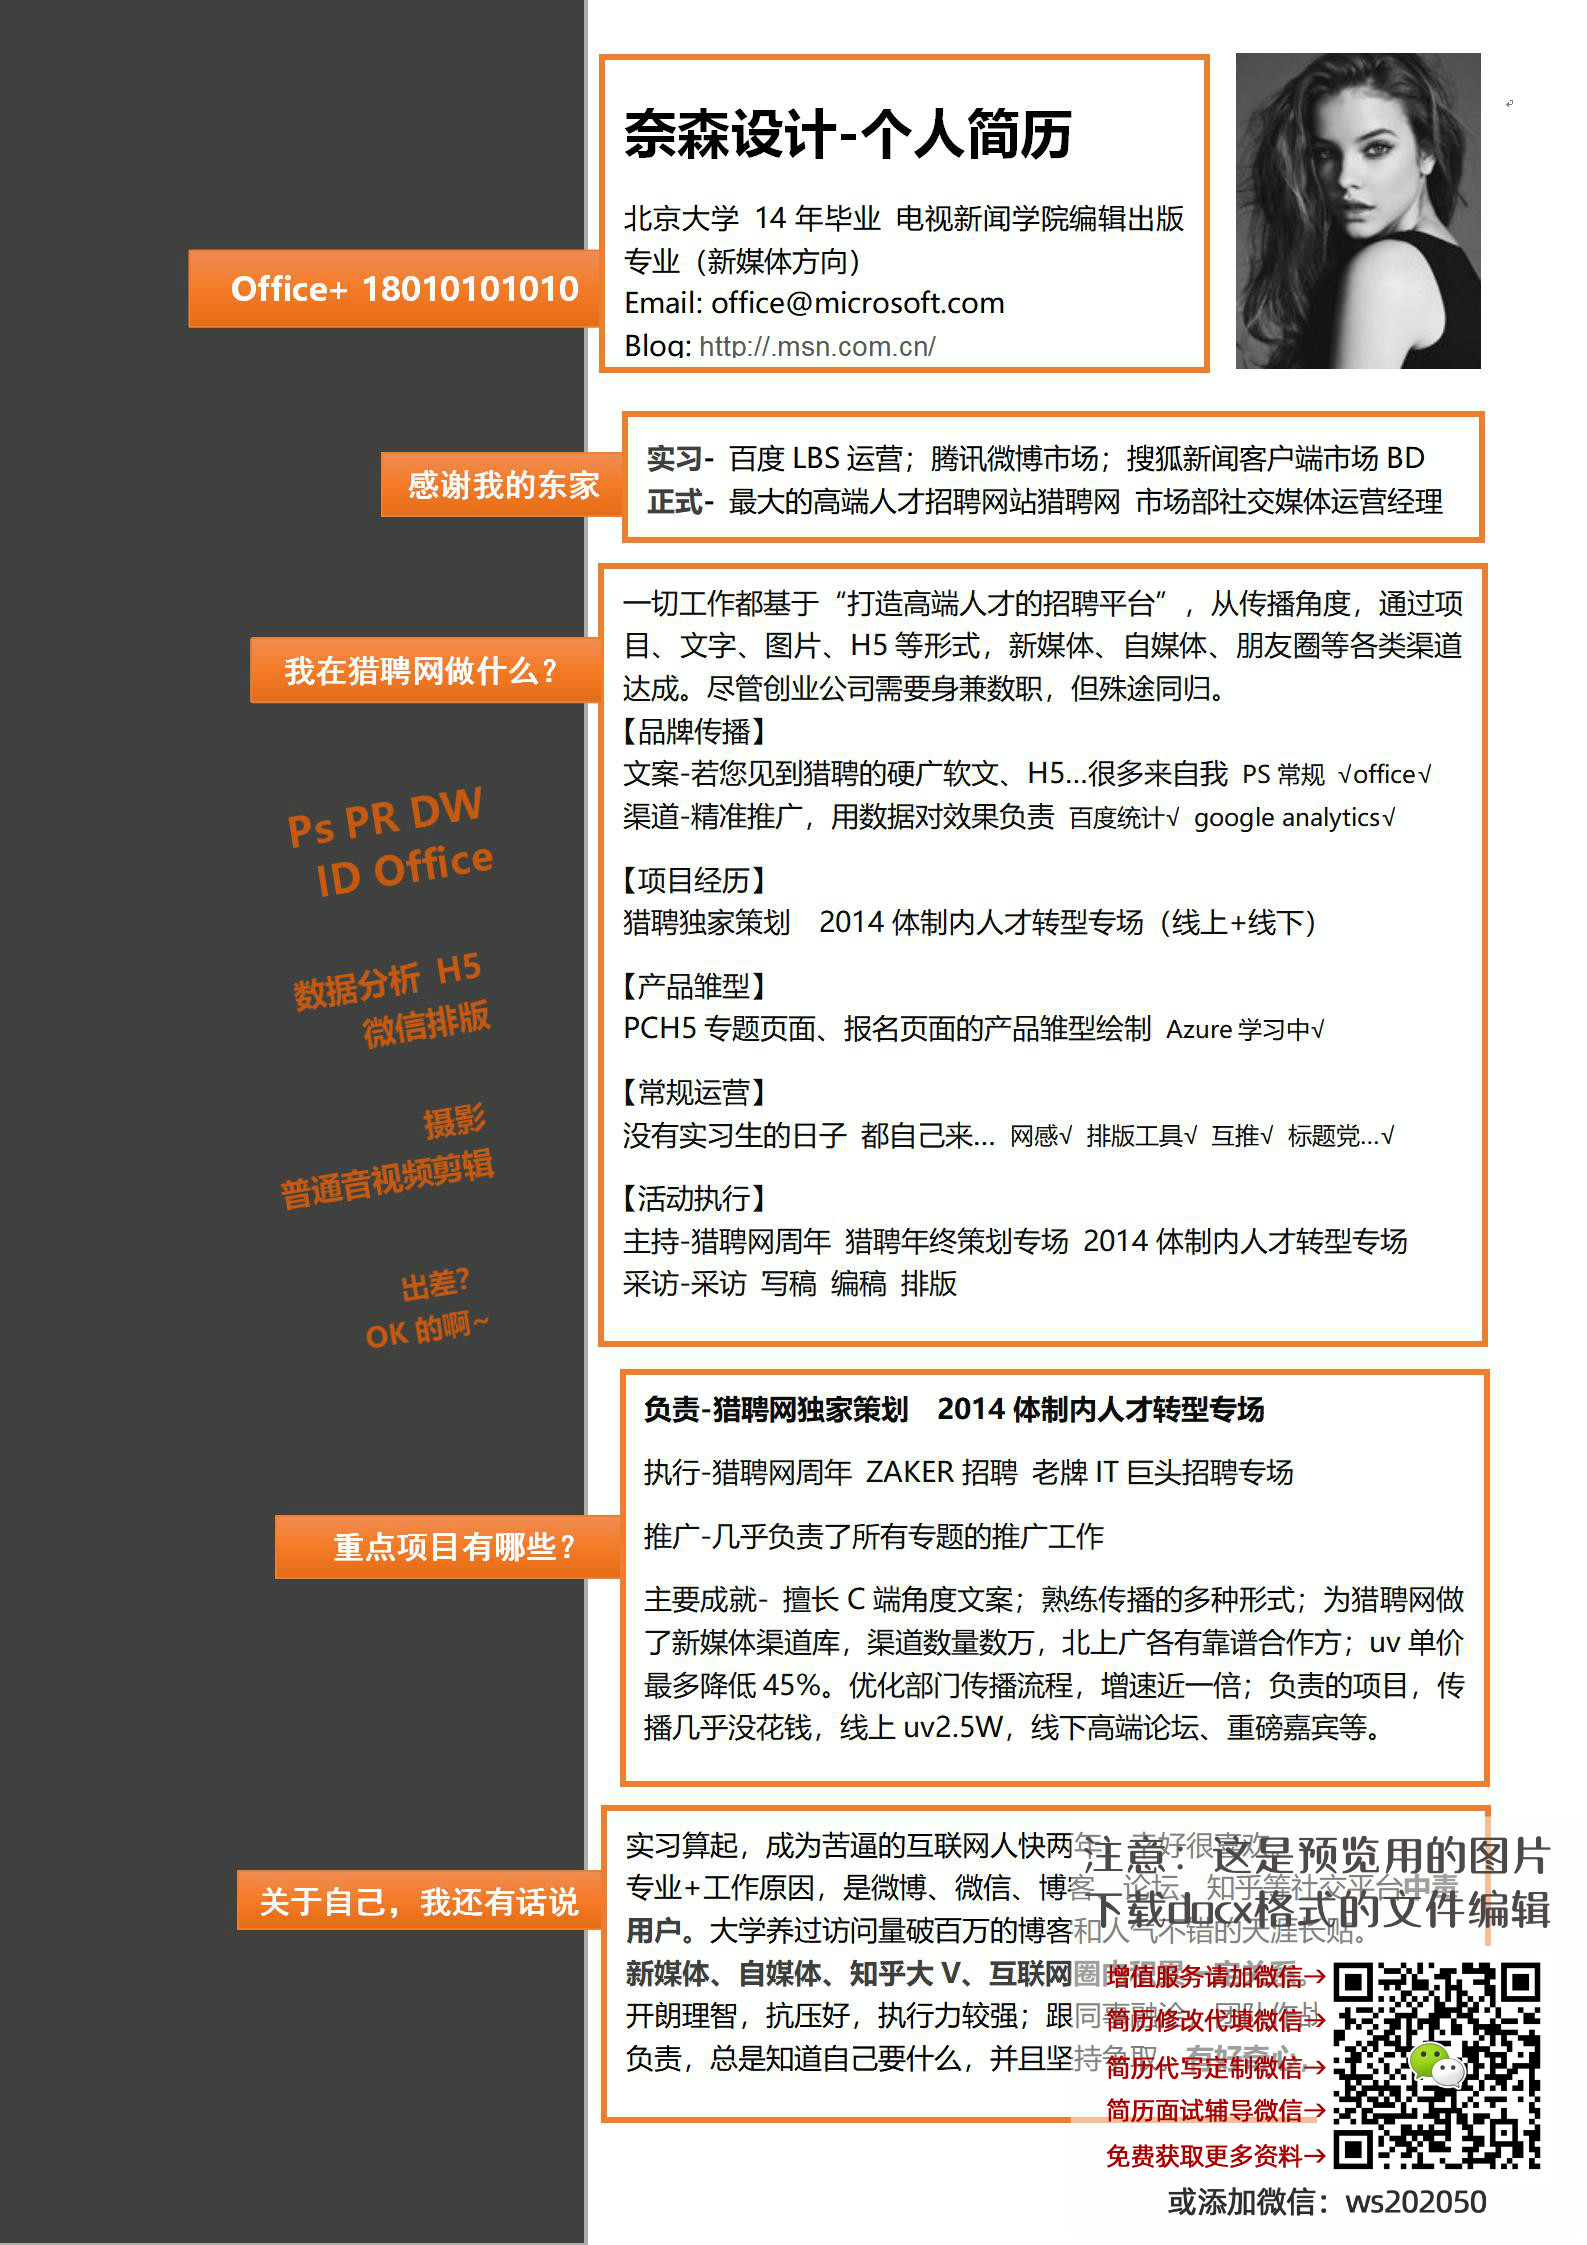 奈森设计-个人简历
北京大学 14年毕业 电视新闻学院编辑出版
专业（新媒体方向）
Email: office@microsoft.com
Blog: http://.msn.com.cn/
Office+ 18010101010
感谢我的东家
实习- 百度 LBS 运营；腾讯微博市场；搜狐新闻客户端市场 BD
正式- 最大的高端人才招聘网站猎聘网 市场部社交媒体运营经理
我在猎聘网做什么？
一切工作都基于“打造高端人才的招聘平台”，从传播角度，通过项
目、文字、图片、H5 等形式，新媒体、自媒体、朋友圈等各类渠道
达成。尽管创业公司需要身兼数职，但殊途同归。
【品牌传播】
文案-若您见到猎聘的硬广软文、H5…很多来自我 PS 常规 √office√
渠道-精准推广，用数据对效果负责 百度统计√ google analytics√
【项目经历】
猎聘独家策划 2014 体制内人才转型专场（线上+线下）
【产品雏型】
PCH5 专题页面、报名页面的产品雏型绘制 Azure 学习中√
【常规运营】
没有实习生的日子 都自己来… 网感√ 排版工具√ 互推√ 标题党…√
【活动执行】
主持-猎聘网周年 猎聘年终策划专场 2014 体制内人才转型专场
采访-采访 写稿 编稿 排版
Ps PR DW
ID Office
数据分析 H5
微信排版
摄影
普通音视频剪辑
出差？
OK 的啊~
重点项目有哪些？
负责-猎聘网独家策划 2014 体制内人才转型专场
执行-猎聘网周年 ZAKER 招聘 老牌 IT 巨头招聘专场
推广-几乎负责了所有专题的推广工作
主要成就- 擅长 C 端角度文案；熟练传播的多种形式；为猎聘网做
了新媒体渠道库，渠道数量数万，北上广各有靠谱合作方；uv 单价
最多降低 45%。优化部门传播流程，增速近一倍；负责的项目，传
播几乎没花钱，线上 uv2.5W，线下高端论坛、重磅嘉宾等。
关于自己，我还有话说
实习算起，成为苦逼的互联网人快两年，幸好很喜欢
专业+工作原因，是微博、微信、博客、论坛、知乎等社交平台中毒
用户。大学养过访问量破百万的博客和人气不错的天涯长贴。
新媒体、自媒体、知乎大 V、互联网圈
开朗理智，抗压好，执行力较强；跟同事融洽，团队作战
负责，总是知道自己要什么，并且坚持争取。有好奇心，
注意：这是预览用的图片
下载docx格式的文件编辑
增值服务请加微信→
简历修改代填微信→
简历代写定制微信→
简历面试辅导微信→
免费获取更多资料→
或添加微信：ws202050